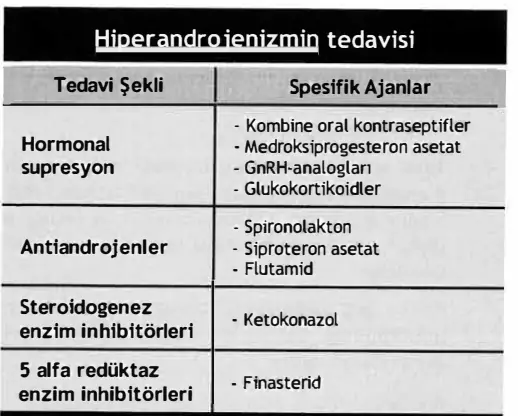 Hiperandrojenizmin tedavisi
Tedavi Şekli
Spesifik Ajanlar
Hormonal
supresyon
- Kombine oral kontraseptifler
- Medroksiprogesteron asetat
- GnRH-analogları
- Glukokortikoidler
Antiandrojenler
- Spironolakton
- Siproteron asetat
- Flutamid
Steroidogenez
enzim inhibitörleri
- Ketokonazol
5 alfa redüktaz
enzim inhibitörleri
- Finasterid